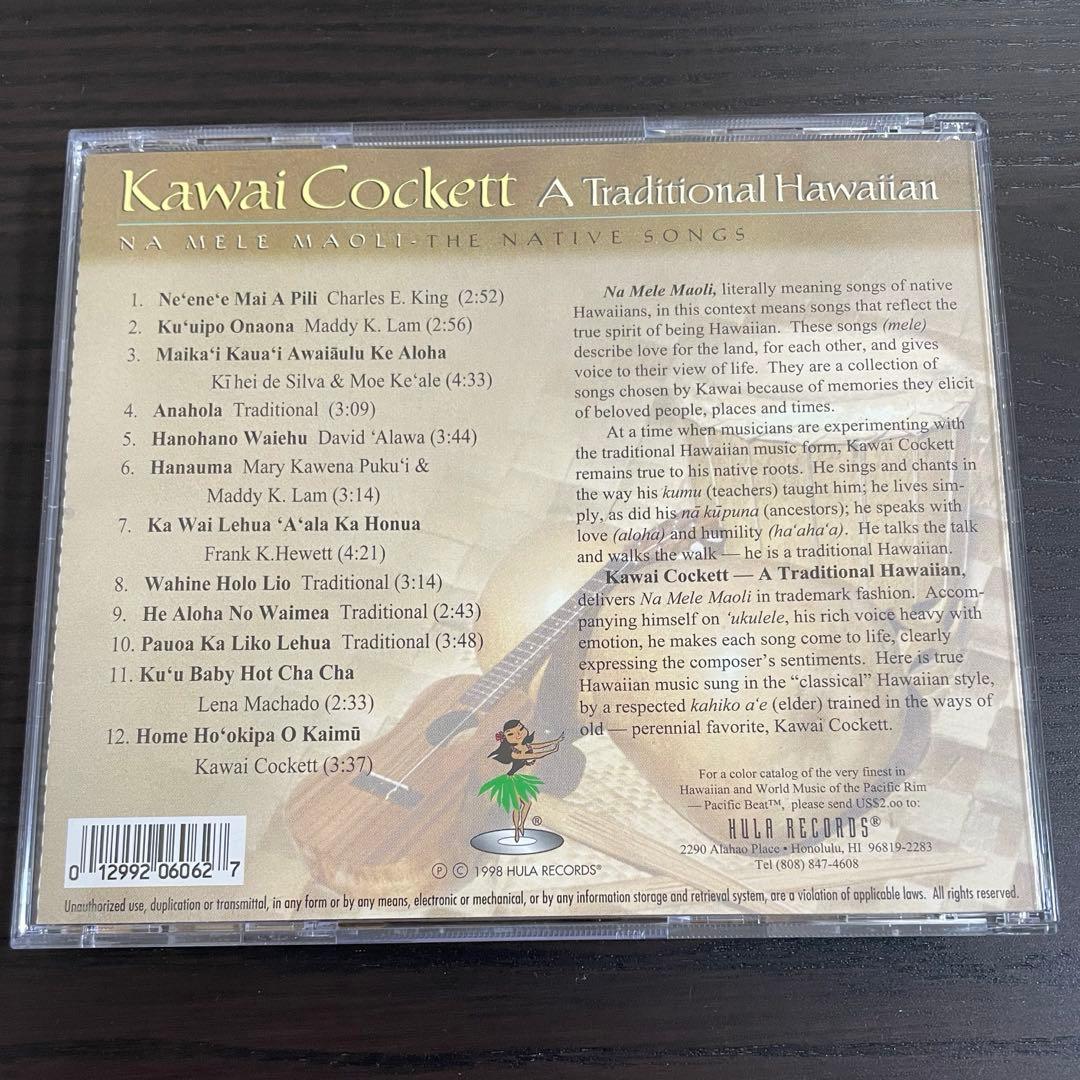 Kawai Cockett A Traditional Hawaiian
NA MELE MAOLI-THE NATIVE SONGS
1. Neʻeneʻe Mai A Pili Charles E. King (2:52)
2. Kuʻuipo Onaona Maddy K. Lam (2:56)
3. Maikaʻi Kauaʻi Awaiāulu Ke Aloha
Kīhei de Silva & Moe Keʻale (4:33)
4. Anahola Traditional (3:09)
5. Hanohano Waiehu David ʻAlawa (3:44)
6. Hanauma Mary Kawena Pukuʻi &
Maddy K. Lam (3:14)
7. Ka Wai Lehua ʻAʻala Ka Honua
Frank K.Hewett (4:21)
8. Wahine Holo Lio Traditional (3:14)
9. He Aloha No Waimea Traditional (2:43)
10. Pauoa Ka Liko Lehua Traditional (3:48)
11. Kuʻu Baby Hot Cha Cha
Lena Machado (2:33)
12. Home Hoʻokipa O Kaimū
Kawai Cockett (3:37)
Na Mele Maoli, literally meaning songs of native
Hawaiians, in this context means songs that reflect the
true spirit of being Hawaiian. These songs (mele)
describe love for the land, for each other, and gives
voice to their view of life. They are a collection of
songs chosen by Kawai because of memories they elicit
of beloved people, places and times.
At a time when musicians are experimenting with
the traditional Hawaiian music form, Kawai Cockett
remains true to his native roots. He sings and chants in
the way his kumu (teachers) taught him; he lives sim-
ply, as did his nā kūpuna (ancestors); he speaks with
love (aloha) and humility (haʻahaʻa). He talks the talk
and walks the walk — he is a traditional Hawaiian.
Kawai Cockett — A Traditional Hawaiian,
delivers Na Mele Maoli in trademark fashion. Accom-
panying himself on ʻukulele, his rich voice heavy with
emotion, he makes each song come to life, clearly
expressing the composer's sentiments. Here is true
Hawaiian music sung in the “classical” Hawaiian style,
by a respected kahiko aʻe (elder) trained in the ways of
old — perennial favorite, Kawai Cockett.
For a color catalog of the very finest in
Hawaiian and World Music of the Pacific Rim
— Pacific Beat™, please send US$2.00 to:
HULA RECORDS®
2290 Alahao Place • Honolulu, HI 96819-2283
Tel (808) 847-4608
®
℗ © 1998 HULA RECORDS®
0 12992 06062 7
Unauthorized use, duplication or transmittal, in any form or by any means, electronic or mechanical, or by any information storage and retrieval system, are a violation of applicable laws. All rights reserved.